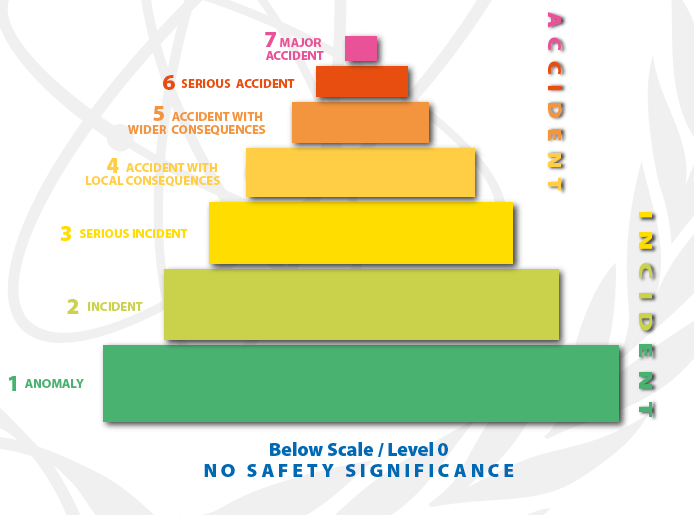 7 MAJOR
ACCIDENT
6 SERIOUS ACCIDENT
5 ACCIDENT WITH
WIDER CONSEQUENCES
4 ACCIDENT WITH
LOCAL CONSEQUENCES
3 SERIOUS INCIDENT
2 INCIDENT
1 ANOMALY
ACCIDENT
INCIDENT
Below Scale / Level 0
NO SAFETY SIGNIFICANCE